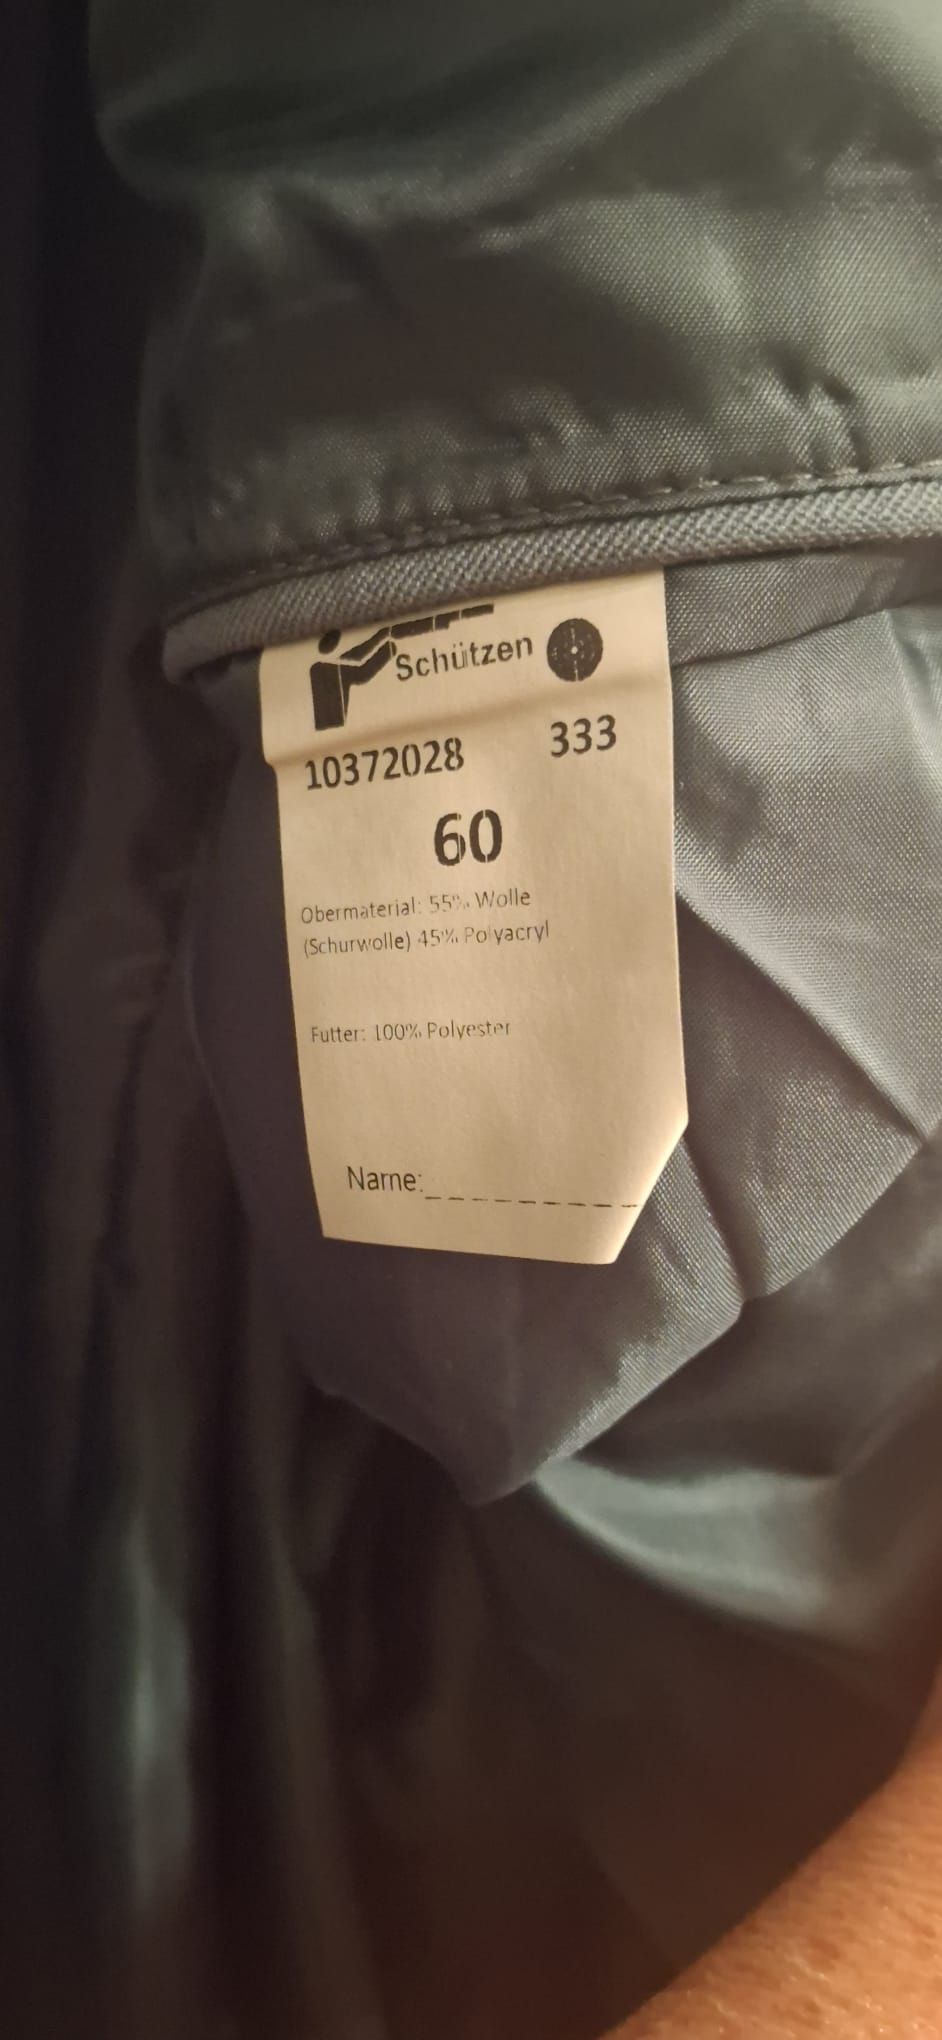 Schützen
10372028 333
60
Obermaterial: 55% Wolle
(Schurwolle) 45% Polyacryl
Futter: 100% Polyester
Name: